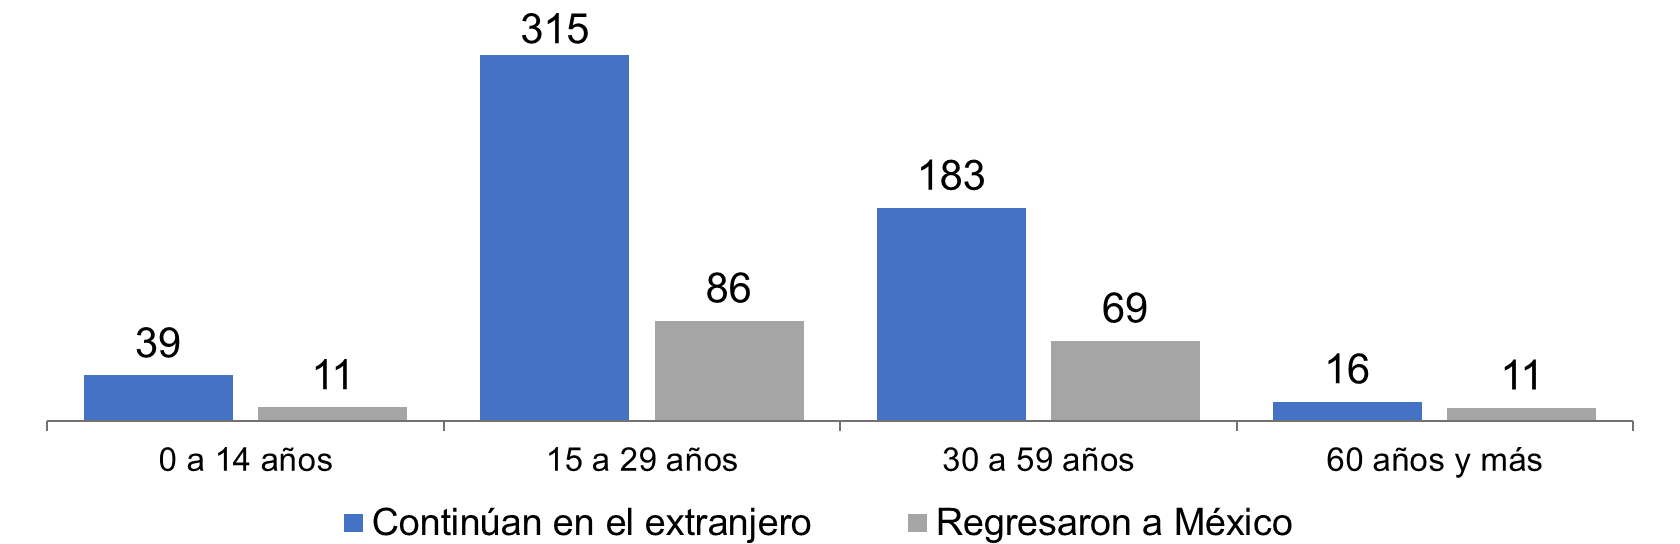 315
183
86
69
39
11
16
11
0 a 14 años
15 a 29 años
30 a 59 años
60 años y más
Continúan en el extranjero
Regresaron a México